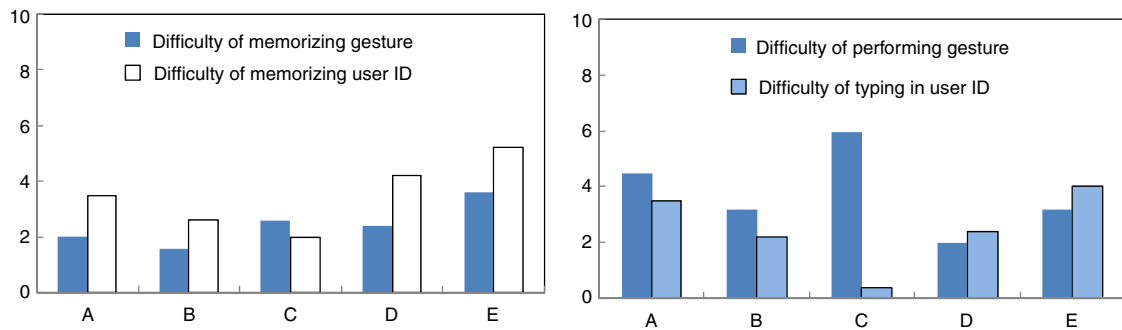 10
8
6
4
2
0
Difficulty of memorizing gesture
Difficulty of memorizing user ID
A B C D E
10
8
6
4
2
0
Difficulty of performing gesture
Difficulty of typing in user ID
A B C D E